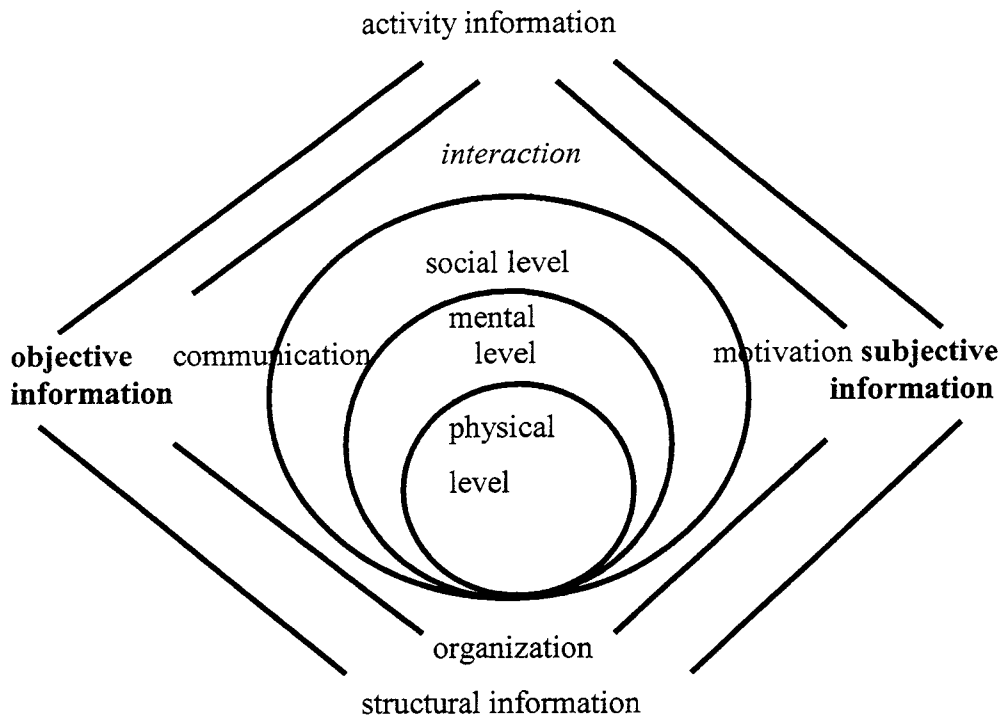 activity information
interaction
social level
mental
level
objective
information
communication
motivation
subjective
information
physical
level
organization
structural information